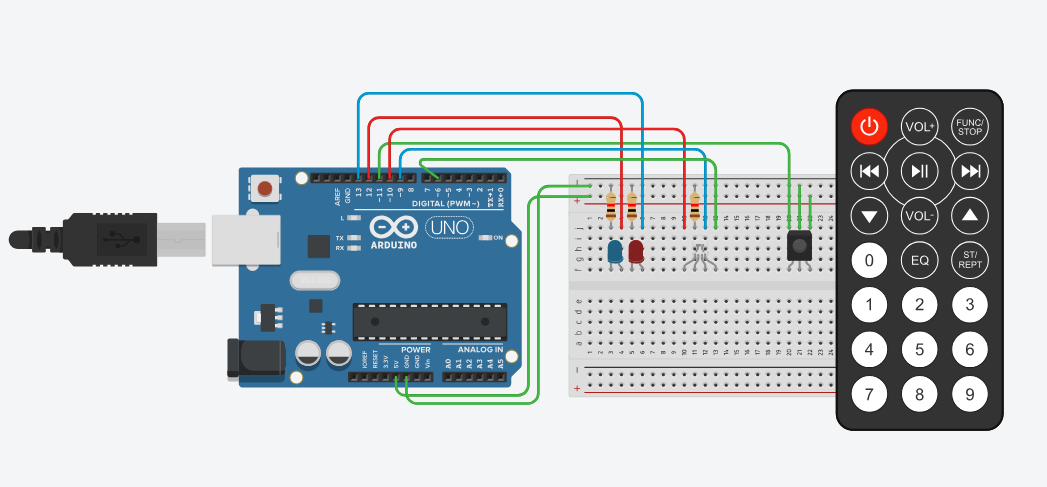 AREF
GND
13
12
~11
~10
~9
8
7
~6
~5
4
~3
2
TX→1
RX←0
DIGITAL (PWM~)
L
TX
RX
ARDUINO
UNO
ON
POWER
ANALOG IN
IOREF
RESET
3.3V
5V
GND
GND
Vin
A0
A1
A2
A3
A4
A5
j
i
h
g
f
e
d
c
b
a
VOL+
FUNC/
STOP
VOL-
0
EQ
ST/
REPT
1 2 3
4 5 6
7 8 9